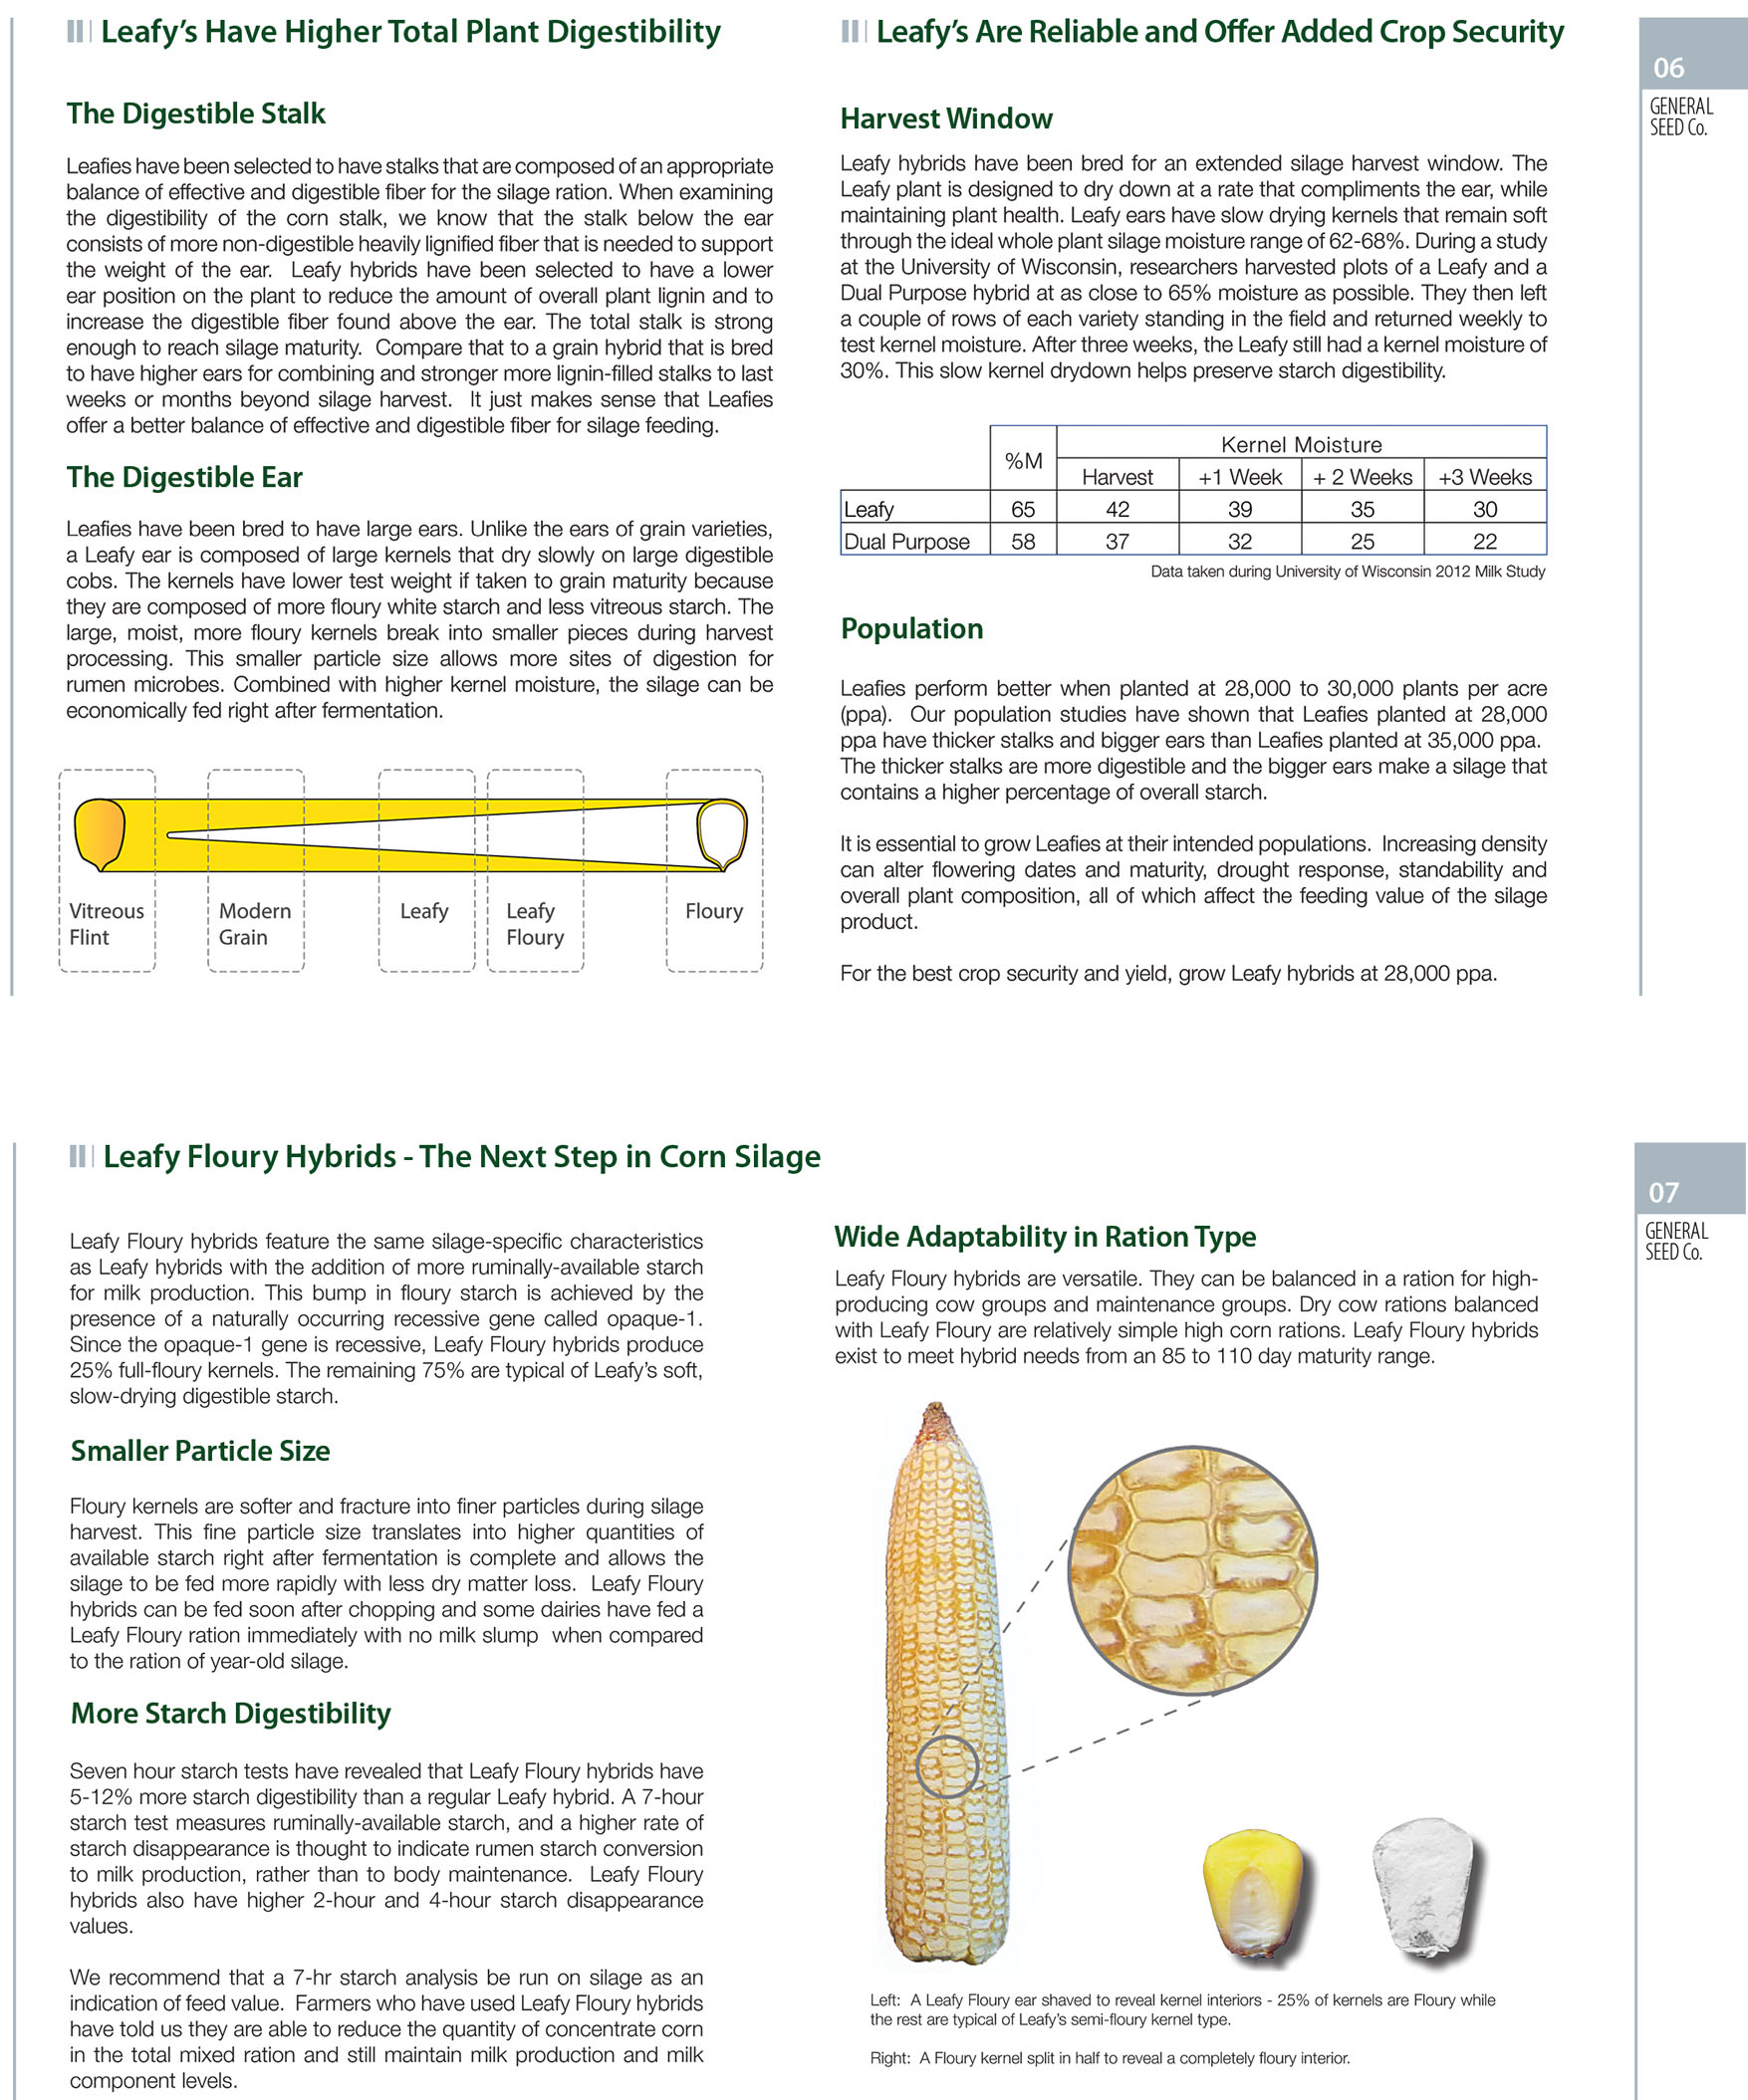 Leafy’s Have Higher Total Plant Digestibility
The Digestible Stalk
Leafies have been selected to have stalks that are composed of an appropriate
balance of effective and digestible fiber for the silage ration. When examining
the digestibility of the corn stalk, we know that the stalk below the ear
consists of more non-digestible heavily lignified fiber that is needed to support
the weight of the ear.  Leafy hybrids have been selected to have a lower
ear position on the plant to reduce the amount of overall plant lignin and to
increase the digestible fiber found above the ear. The total stalk is strong
enough to reach silage maturity.  Compare that to a grain hybrid that is bred
to have higher ears for combining and stronger more lignin-filled stalks to last
weeks or months beyond silage harvest.  It just makes sense that Leafies
offer a better balance of effective and digestible fiber for silage feeding.
The Digestible Ear
Leafies have been bred to have large ears. Unlike the ears of grain varieties,
a Leafy ear is composed of large kernels that dry slowly on large digestible
cobs. The kernels have lower test weight if taken to grain maturity because
they are composed of more floury white starch and less vitreous starch. The
large, moist, more floury kernels break into smaller pieces during harvest
processing. This smaller particle size allows more sites of digestion for
rumen microbes. Combined with higher kernel moisture, the silage can be
economically fed right after fermentation.
Vitreous
Flint
Modern
Grain
Leafy
Leafy
Floury
Floury
Leafy’s Are Reliable and Offer Added Crop Security
Harvest Window
Leafy hybrids have been bred for an extended silage harvest window. The
Leafy plant is designed to dry down at a rate that compliments the ear, while
maintaining plant health. Leafy ears have slow drying kernels that remain soft
through the ideal whole plant silage moisture range of 62-68%. During a study
at the University of Wisconsin, researchers harvested plots of a Leafy and a
Dual Purpose hybrid at as close to 65% moisture as possible. They then left
a couple of rows of each variety standing in the field and returned weekly to
test kernel moisture. After three weeks, the Leafy still had a kernel moisture of
30%. This slow kernel drydown helps preserve starch digestibility.
%M Kernel Moisture
Harvest +1 Week + 2 Weeks +3 Weeks
Leafy 65 42 39 35 30
Dual Purpose 58 37 32 25 22
Data taken during University of Wisconsin 2012 Milk Study
Population
Leafies perform better when planted at 28,000 to 30,000 plants per acre
(ppa).  Our population studies have shown that Leafies planted at 28,000
ppa have thicker stalks and bigger ears than Leafies planted at 35,000 ppa.
The thicker stalks are more digestible and the bigger ears make a silage that
contains a higher percentage of overall starch.
It is essential to grow Leafies at their intended populations.  Increasing density
can alter flowering dates and maturity, drought response, standability and
overall plant composition, all of which affect the feeding value of the silage
product.
For the best crop security and yield, grow Leafy hybrids at 28,000 ppa.
06
GENERAL
SEED Co.
Leafy Floury Hybrids - The Next Step in Corn Silage
Leafy Floury hybrids feature the same silage-specific characteristics
as Leafy hybrids with the addition of more ruminally-available starch
for milk production. This bump in floury starch is achieved by the
presence of a naturally occurring recessive gene called opaque-1.
Since the opaque-1 gene is recessive, Leafy Floury hybrids produce
25% full-floury kernels. The remaining 75% are typical of Leafy’s soft,
slow-drying digestible starch.
Smaller Particle Size
Floury kernels are softer and fracture into finer particles during silage
harvest. This fine particle size translates into higher quantities of
available starch right after fermentation is complete and allows the
silage to be fed more rapidly with less dry matter loss.  Leafy Floury
hybrids can be fed soon after chopping and some dairies have fed a
Leafy Floury ration immediately with no milk slump  when compared
to the ration of year-old silage.
More Starch Digestibility
Seven hour starch tests have revealed that Leafy Floury hybrids have
5-12% more starch digestibility than a regular Leafy hybrid. A 7-hour
starch test measures ruminally-available starch, and a higher rate of
starch disappearance is thought to indicate rumen starch conversion
to milk production, rather than to body maintenance.  Leafy Floury
hybrids also have higher 2-hour and 4-hour starch disappearance
values.
We recommend that a 7-hr starch analysis be run on silage as an
indication of feed value.  Farmers who have used Leafy Floury hybrids
have told us they are able to reduce the quantity of concentrate corn
in the total mixed ration and still maintain milk production and milk
component levels.
Wide Adaptability in Ration Type
Leafy Floury hybrids are versatile. They can be balanced in a ration for high-
producing cow groups and maintenance groups. Dry cow rations balanced
with Leafy Floury are relatively simple high corn rations. Leafy Floury hybrids
exist to meet hybrid needs from an 85 to 110 day maturity range.
Left:  A Leafy Floury ear shaved to reveal kernel interiors - 25% of kernels are Floury while
the rest are typical of Leafy’s semi-floury kernel type.
Right:  A Floury kernel split in half to reveal a completely floury interior.
07
GENERAL
SEED Co.